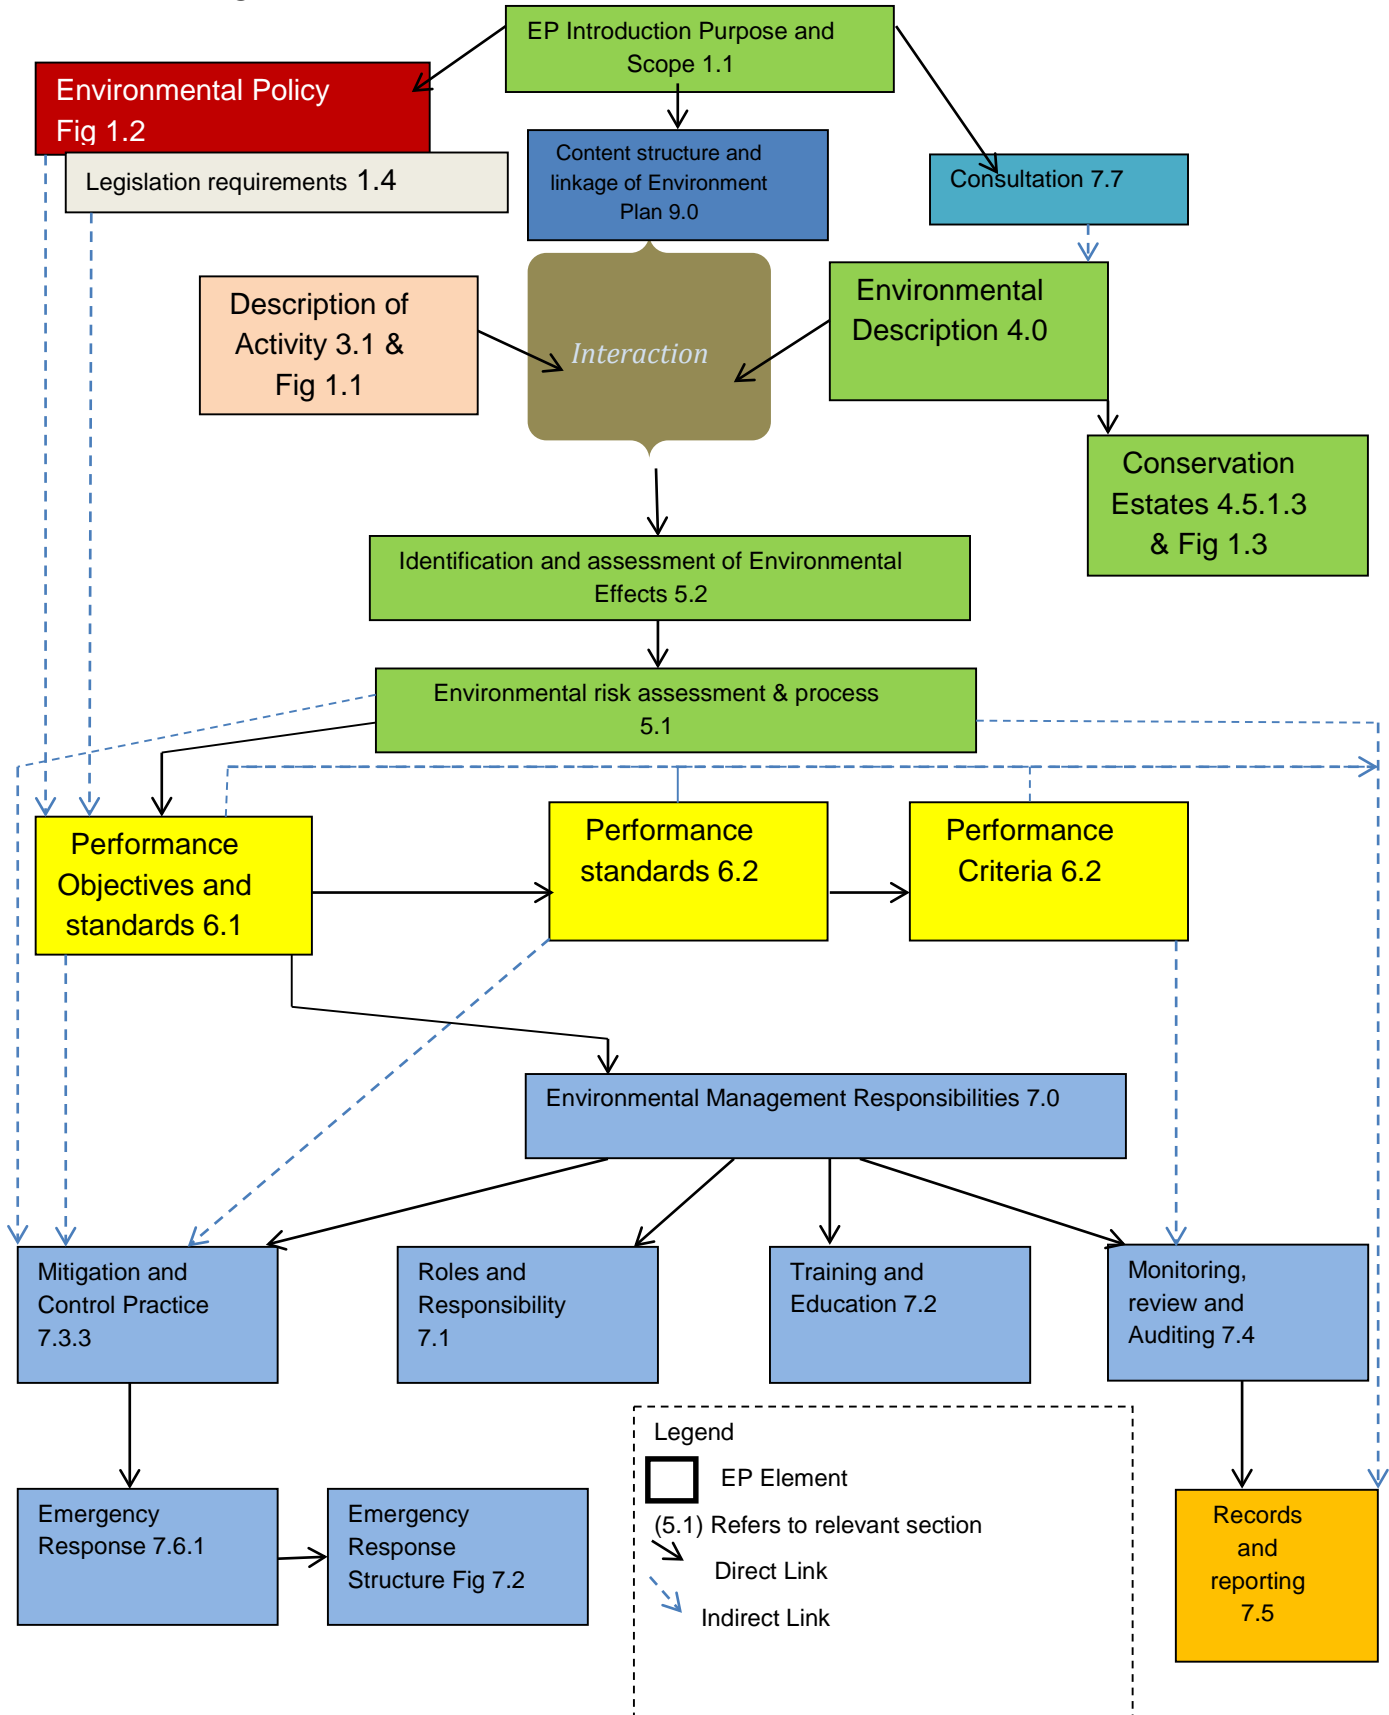 EP Introduction Purpose and
Scope 1.1
Environmental Policy
Fig 1.2
Legislation requirements 1.4
Content structure and
linkage of Environment
Plan 9.0
Consultation 7.7
Description of
Activity 3.1 &
Fig 1.1
Interaction
Environmental
Description 4.0
Conservation
Estates 4.5.1.3
& Fig 1.3
Identification and assessment of Environmental
Effects 5.2
Environmental risk assessment & process
5.1
Performance
Objectives and
standards 6.1
Performance
standards 6.2
Performance
Criteria 6.2
Environmental Management Responsibilities 7.0
Mitigation and
Control Practice
7.3.3
Roles and
Responsibility
7.1
Training and
Education 7.2
Monitoring,
review and
Auditing 7.4
Emergency
Response 7.6.1
Emergency
Response
Structure Fig 7.2
Legend
EP Element
(5.1) Refers to relevant section
Direct Link
Indirect Link
Records
and
reporting
7.5